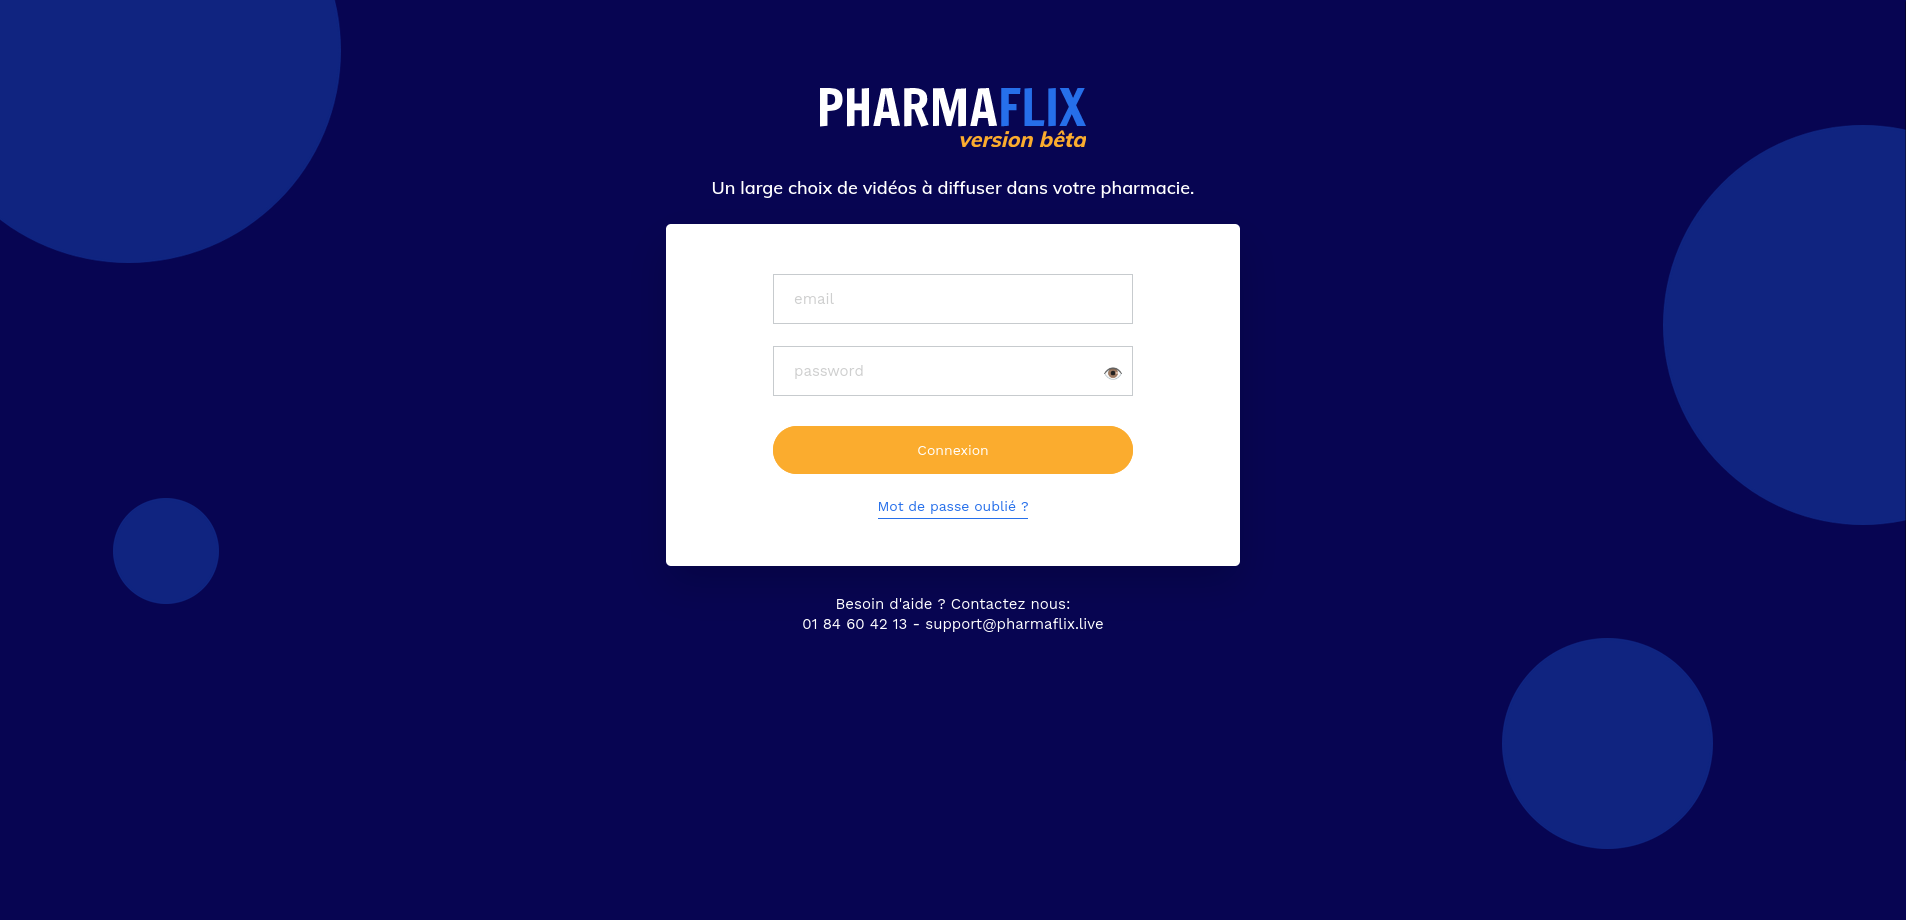 PHARMAFLIX
version bêta
Un large choix de vidéos à diffuser dans votre pharmacie.
email
password
Connexion
Mot de passe oublié ?
Besoin d'aide ? Contactez nous:
01 84 60 42 13 - support@pharmaflix.live